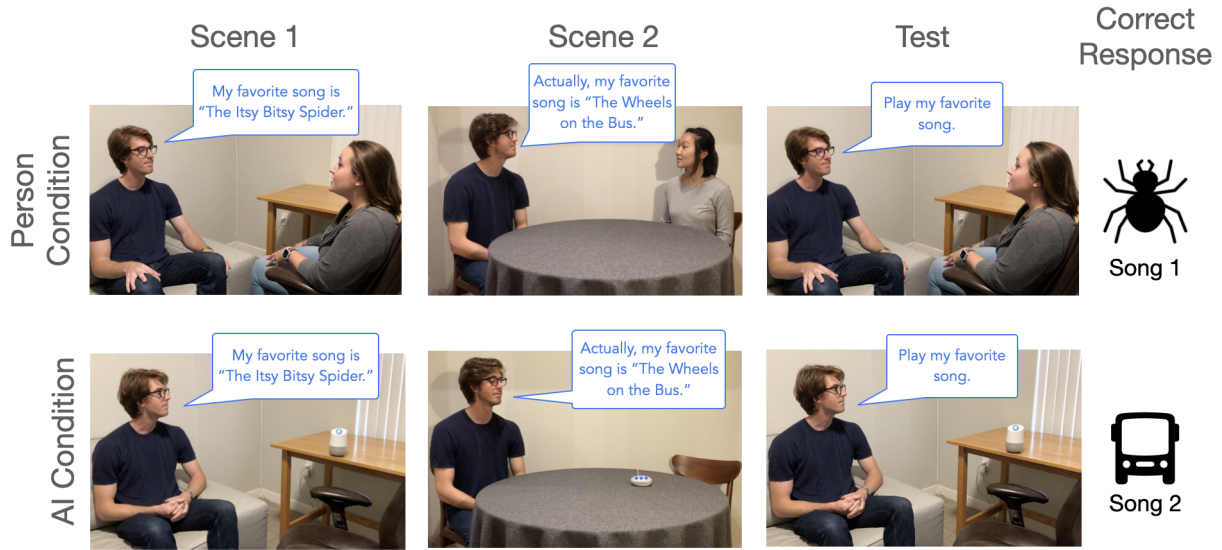 Scene 1
Scene 2
Test
Correct
Response
Person
Condition
My favorite song is
“The Itsy Bitsy Spider.”
Actually, my favorite
song is “The Wheels
on the Bus.”
Play my favorite
song.
Song 1
AI Condition
My favorite song is
“The Itsy Bitsy Spider.”
Actually, my favorite
song is “The Wheels
on the Bus.”
Play my favorite
song.
Song 2